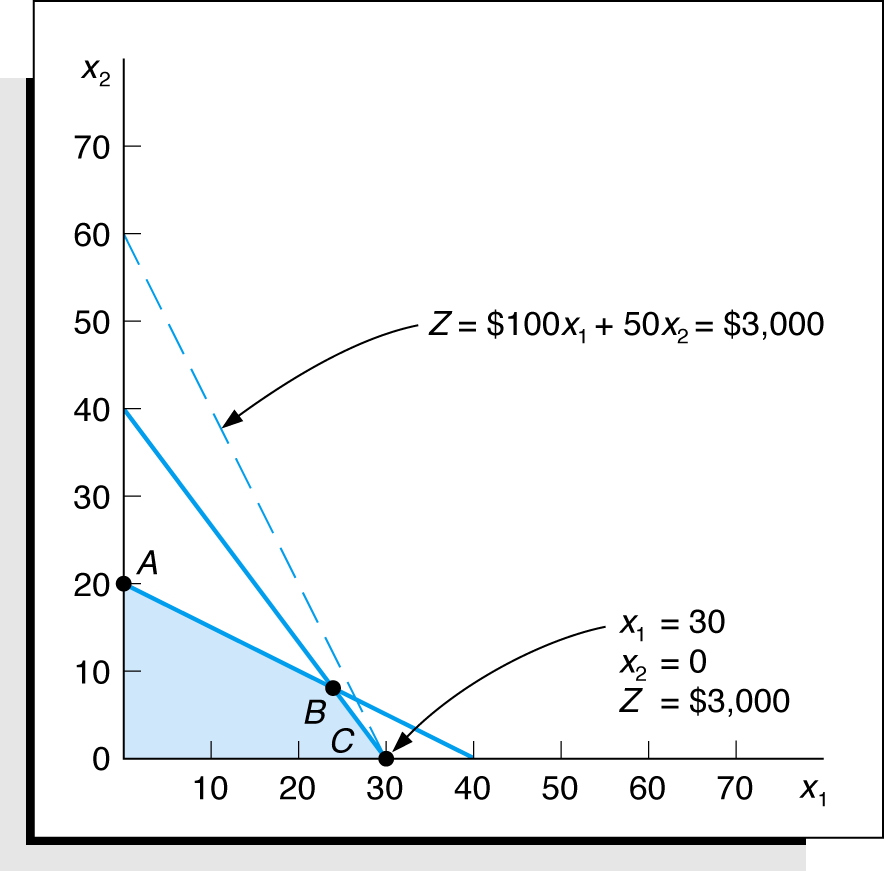 x2
70
60
50
40
30
20
10
0
A
B
C
Z = $100x1 + 50x2 = $3,000
x1 = 30
x2 = 0
Z = $3,000
10 20 30 40 50 60 70 x1